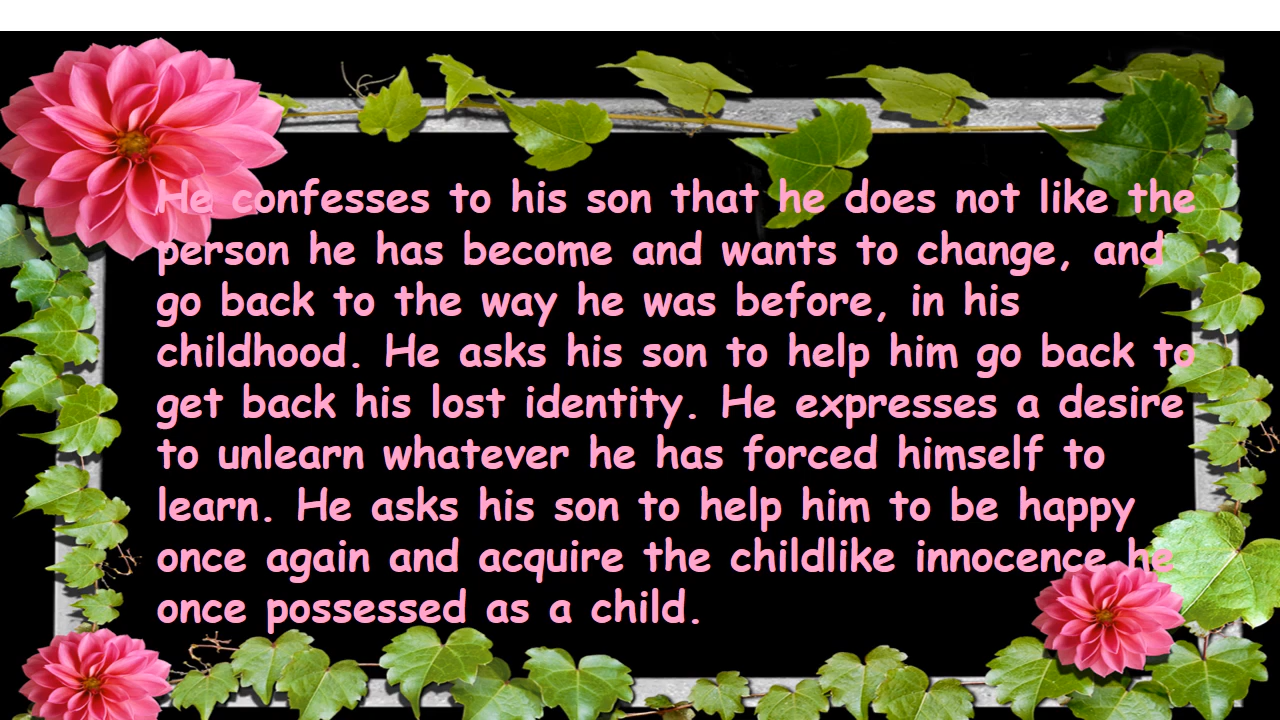 He confesses to his son that he does not like the
person he has become and wants to change, and
go back to the way he was before, in his
childhood. He asks his son to help him go back to
get back his lost identity. He expresses a desire
to unlearn whatever he has forced himself to
learn. He asks his son to help him to be happy
once again and acquire the childlike innocence he
once possessed as a child.